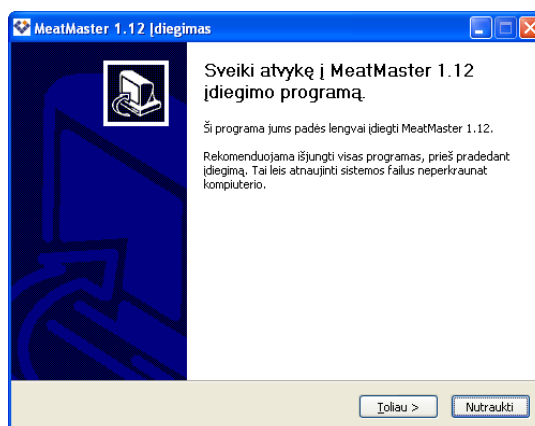 MeatMaster 1.12 Įdiegimas
Sveiki atvykę į MeatMaster 1.12
įdiegimo programą.
Ši programa jums padės lengvai įdiegti MeatMaster 1.12.
Rekomenduojama išjungti visas programas, prieš pradedant
įdiegimą. Tai leis atnaujinti sistemos failus neperkraunat
kompiuterio.
Toliau >
Nutraukti